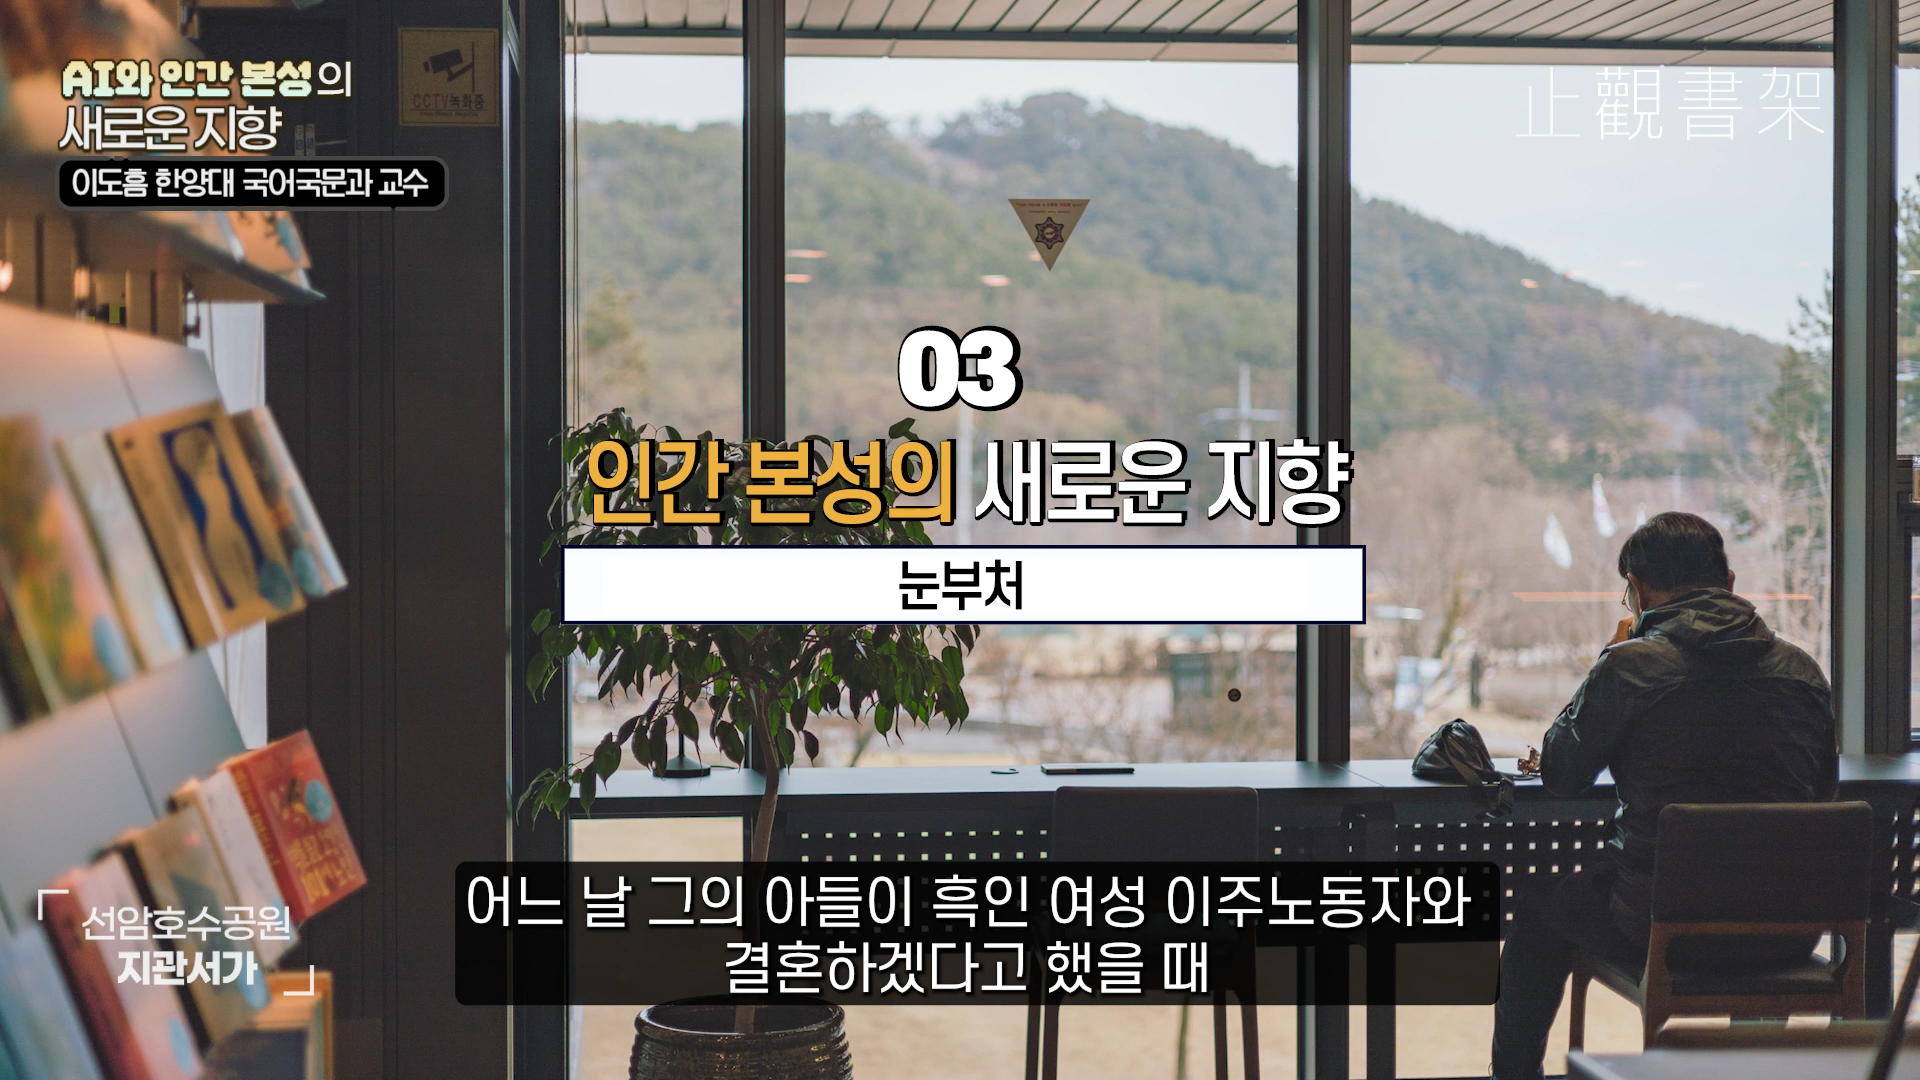 AI와 인간 본성의
새로운 지향
이도흠 한양대 국어국문과 교수
CCTV녹화중
止觀書架
03
인간 본성의 새로운 지향
눈부처
어느 날 그의 아들이 흑인 여성 이주노동자와
결혼하겠다고 했을 때
선암호수공원
지관서가